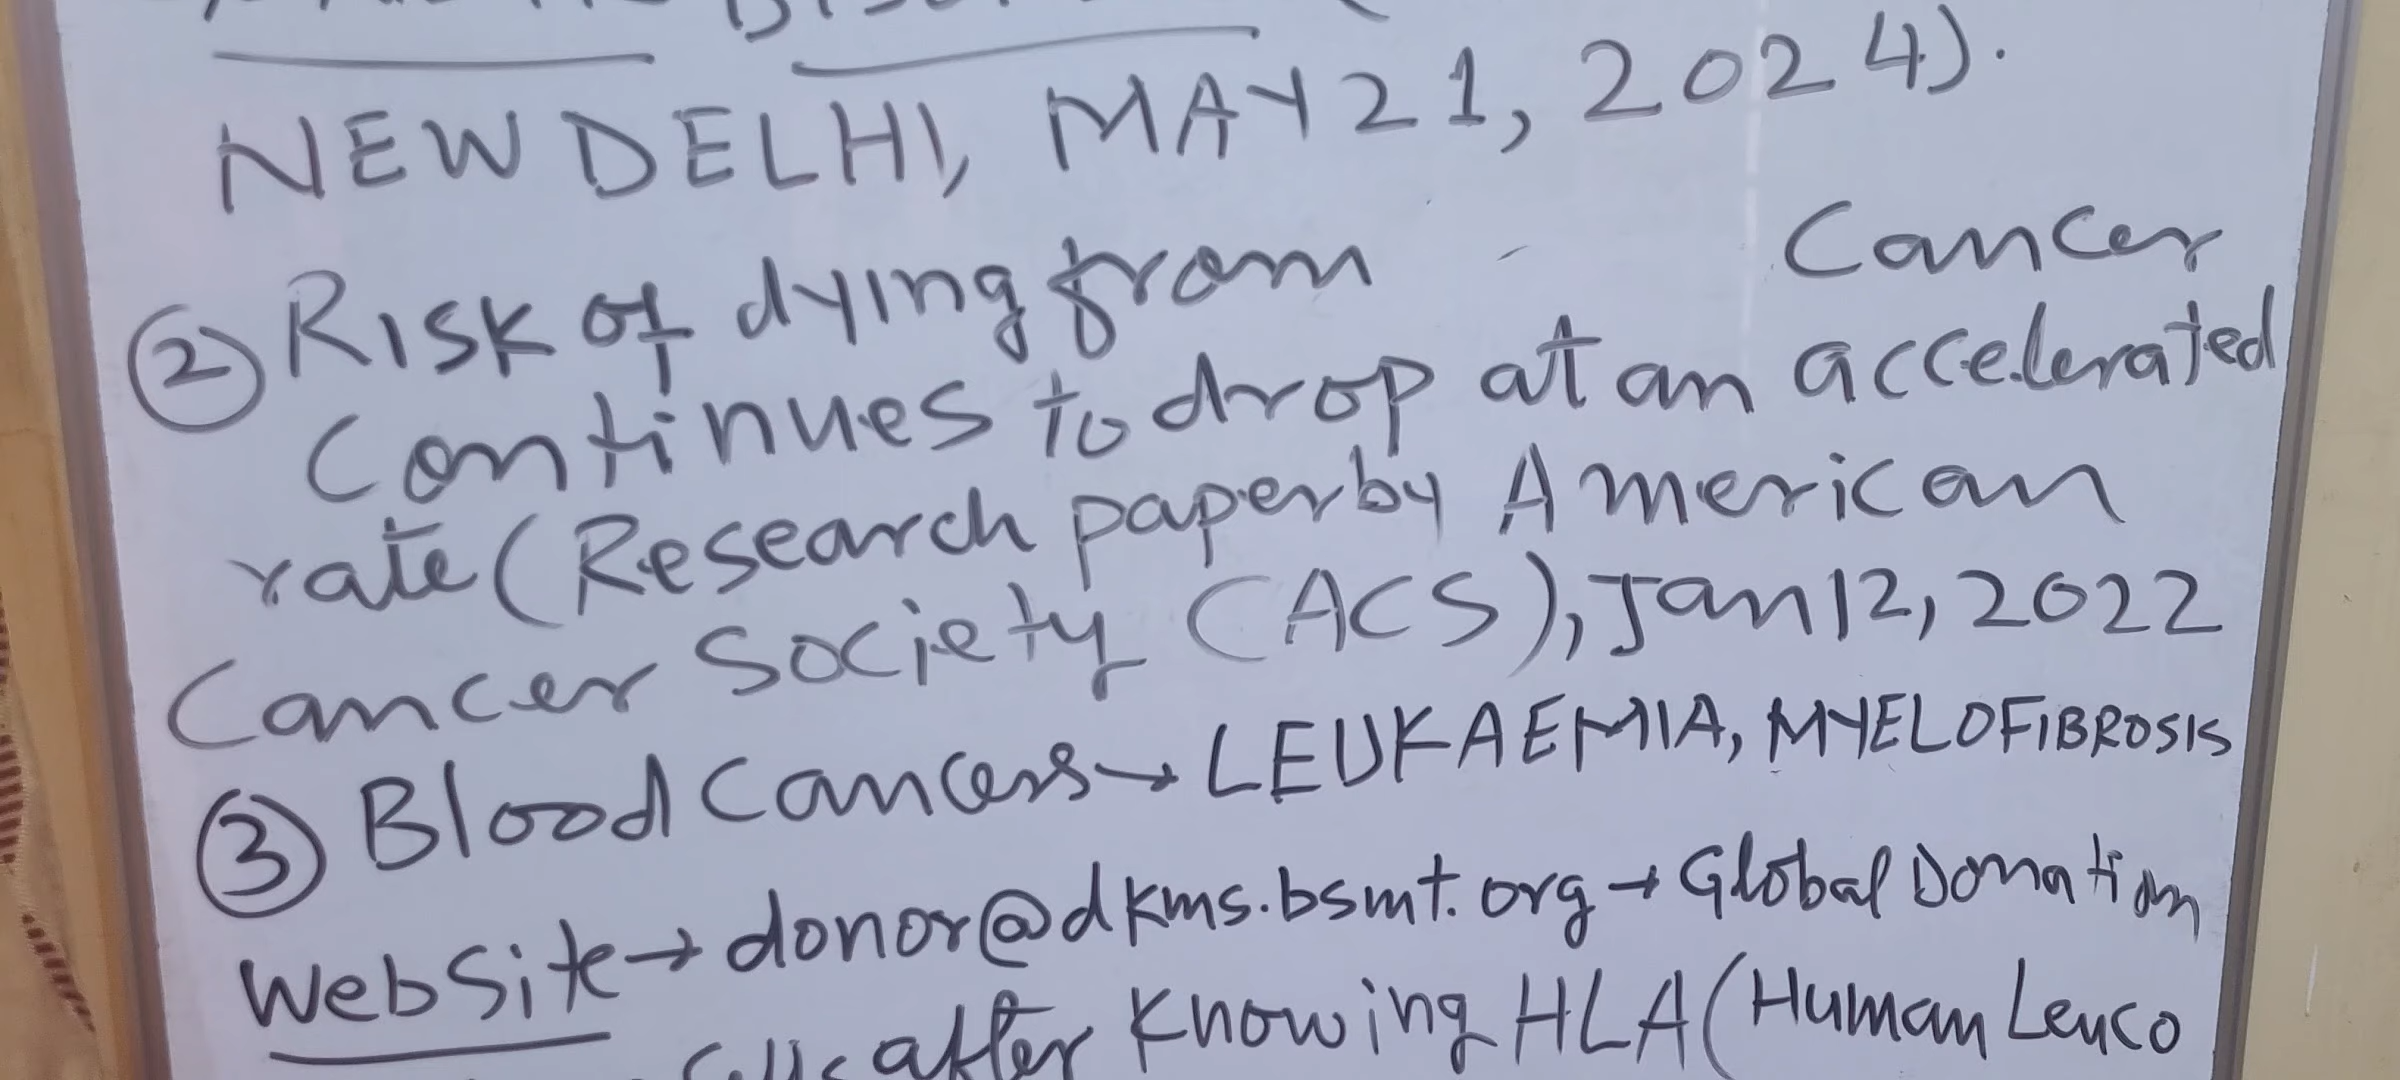 NEW DELHI, MAY 21, 2024).
② Risk of dying from Cancer
Continues to drop at an accelerated
rate (Research paper by American
Cancer Society (ACS), Jan 12, 2022
③ Blood Cancers → LEUKAEMIA, MYELOFIBROSIS
Website → donor@dkms.bsmt.org → Global Donation
after Knowing HLA (Human Leuco